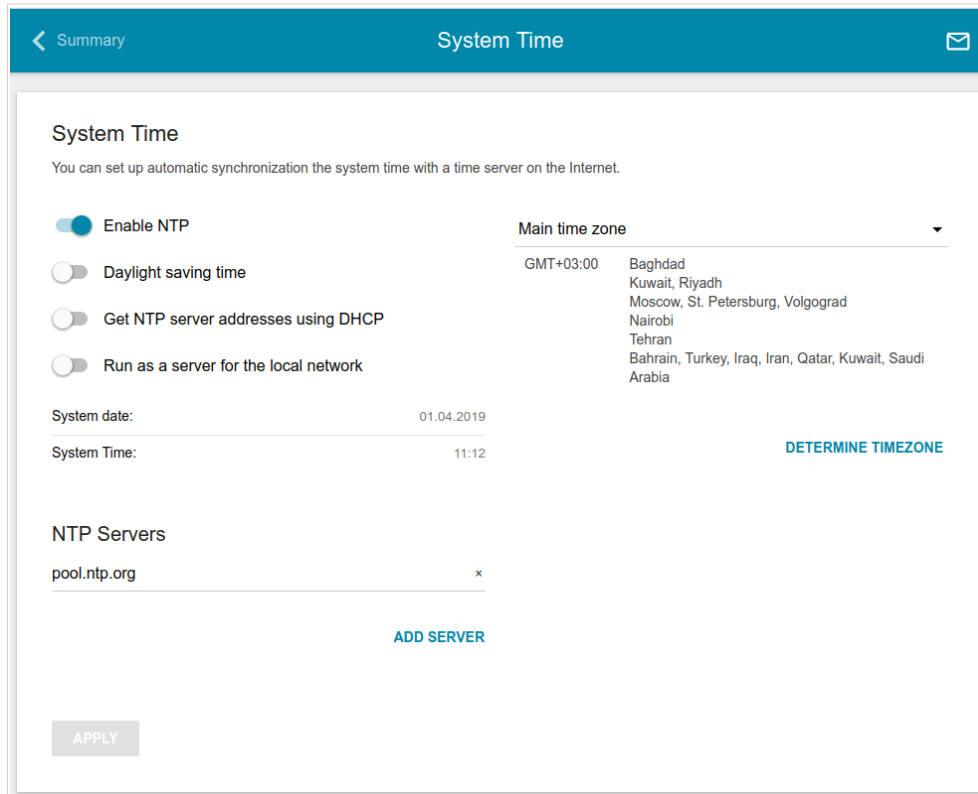 Summary
System Time
System Time
You can set up automatic synchronization the system time with a time server on the Internet.
Enable NTP
Daylight saving time
Get NTP server addresses using DHCP
Run as a server for the local network
System date: 01.04.2019
System Time: 11:12
Main time zone
GMT+03:00 Baghdad
Kuwait, Riyadh
Moscow, St. Petersburg, Volgograd
Nairobi
Tehran
Bahrain, Turkey, Iraq, Iran, Qatar, Kuwait, Saudi
Arabia
DETERMINE TIMEZONE
NTP Servers
pool.ntp.org ×
ADD SERVER
APPLY